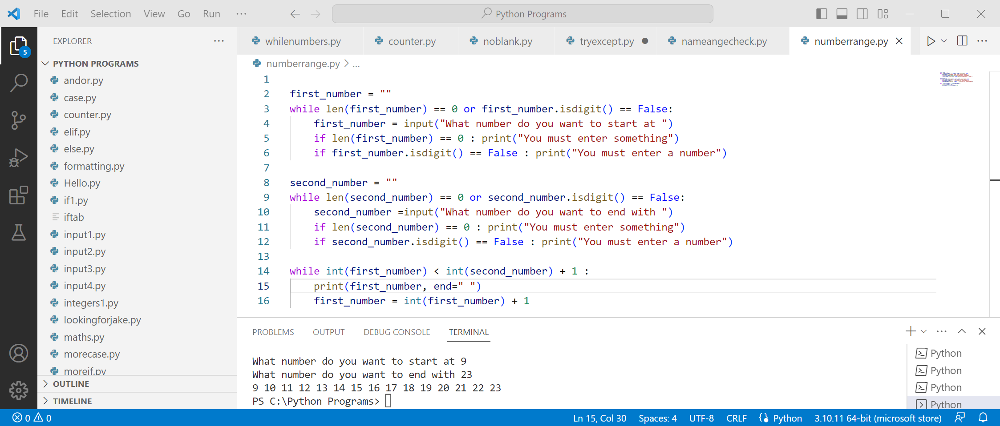 File Edit Selection View Go Run ...
Python Programs
EXPLORER
5
PYTHON PROGRAMS
andor.py
case.py
counter.py
elif.py
else.py
formatting.py
Hello.py
if1.py
iftab
input1.py
input2.py
input3.py
input4.py
integers1.py
lookingforjake.py
maths.py
morecase.py
moreif.py
OUTLINE
TIMELINE
whilenumbers.py counter.py noblank.py tryexcept.py nameangecheck.py numberrange.py
numberrange.py > ...
1
2 first_number = ""
3 while len(first_number) == 0 or first_number.isdigit() == False:
4     first_number = input("What number do you want to start at ")
5     if len(first_number) == 0 : print("You must enter something")
6     if first_number.isdigit() == False : print("You must enter a number")
7
8 second_number = ""
9 while len(second_number) == 0 or second_number.isdigit() == False:
10     second_number =input("What number do you want to end with ")
11     if len(second_number) == 0 : print("You must enter something")
12     if second_number.isdigit() == False : print("You must enter a number")
13
14 while int(first_number) < int(second_number) + 1 :
15     print(first_number, end=" ")
16     first_number = int(first_number) + 1
PROBLEMS OUTPUT DEBUG CONSOLE TERMINAL
What number do you want to start at 9
What number do you want to end with 23
9 10 11 12 13 14 15 16 17 18 19 20 21 22 23
PS C:\Python Programs>
Python
Python
Python
Python
0 0 Ln 15, Col 30 Spaces: 4 UTF-8 CRLF Python 3.10.11 64-bit (microsoft store)